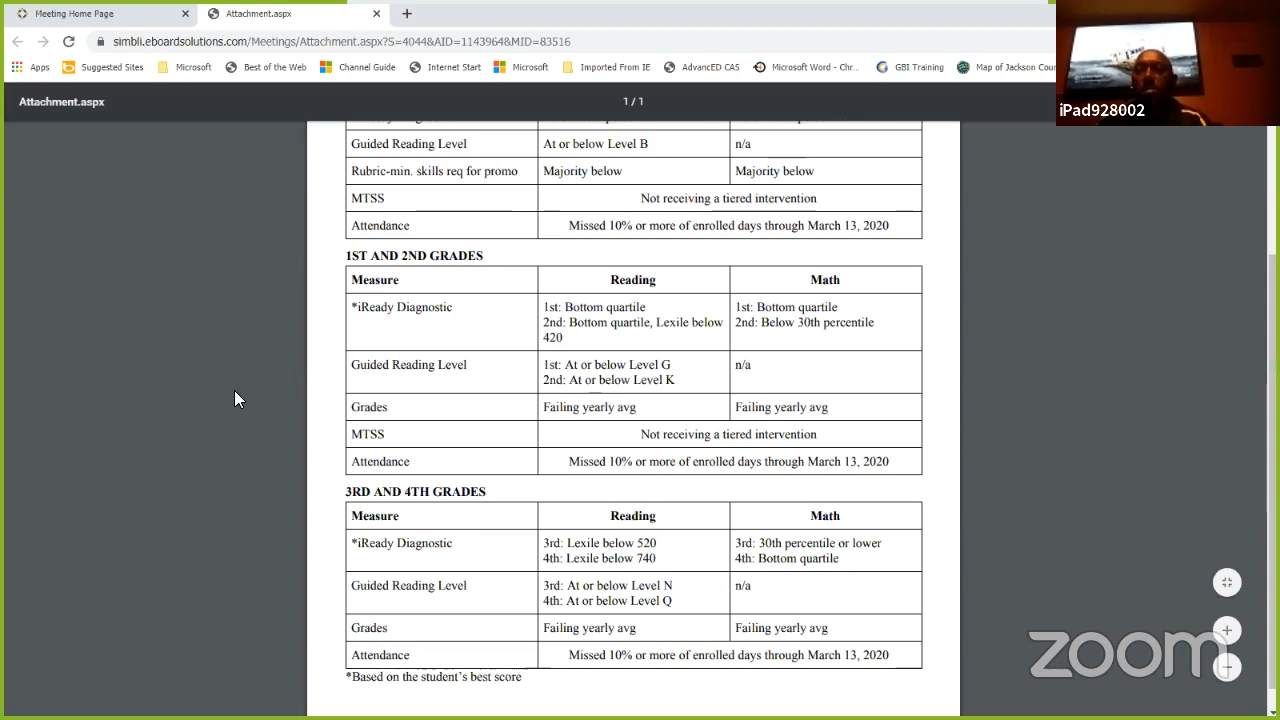 Meeting Home Page
Attachment.aspx
simbli.eboardsolutions.com/Meetings/Attachment.aspx?S=4044&AID=1143964&MID=83516
Apps Suggested Sites Microsoft Best of the Web Channel Guide Internet Start Microsoft Imported From IE AdvancED CAS Microsoft Word - Chr... GBI Training Map of Jackson Coun
Attachment.aspx 1 / 1
iPad928002
Guided Reading Level At or below Level B n/a
Rubric-min. skills req for promo Majority below Majority below
MTSS Not receiving a tiered intervention
Attendance Missed 10% or more of enrolled days through March 13, 2020
1ST AND 2ND GRADES
Measure Reading Math
*iReady Diagnostic 1st: Bottom quartile 1st: Bottom quartile
2nd: Bottom quartile, Lexile below 2nd: Below 30th percentile
420
Guided Reading Level 1st: At or below Level G n/a
2nd: At or below Level K
Grades Failing yearly avg Failing yearly avg
MTSS Not receiving a tiered intervention
Attendance Missed 10% or more of enrolled days through March 13, 2020
3RD AND 4TH GRADES
Measure Reading Math
*iReady Diagnostic 3rd: Lexile below 520 3rd: 30th percentile or lower
4th: Lexile below 740 4th: Bottom quartile
Guided Reading Level 3rd: At or below Level N n/a
4th: At or below Level Q
Grades Failing yearly avg Failing yearly avg
Attendance Missed 10% or more of enrolled days through March 13, 2020
*Based on the student's best score
zoom